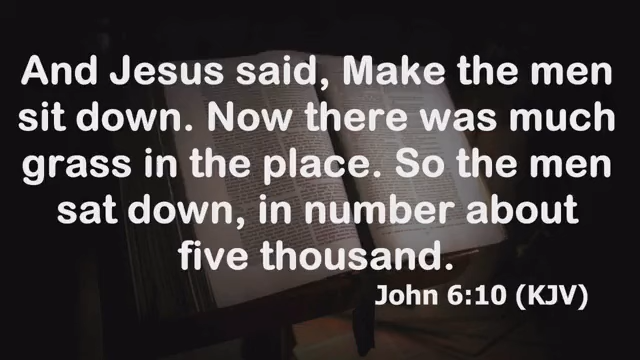 And Jesus said, Make the men
sit down. Now there was much
grass in the place. So the men
sat down, in number about
five thousand.
John 6:10 (KJV)